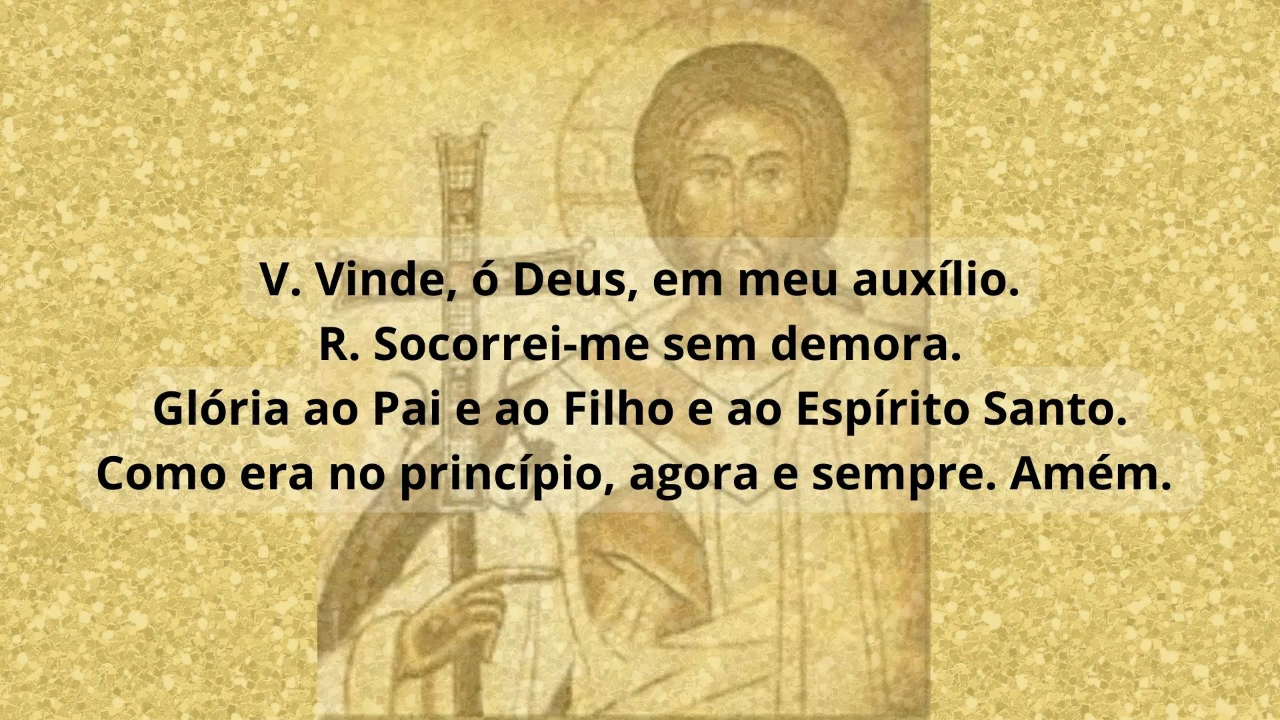 V. Vinde, ó Deus, em meu auxílio.
R. Socorrei-me sem demora.
Glória ao Pai e ao Filho e ao Espírito Santo.
Como era no princípio, agora e sempre. Amém.